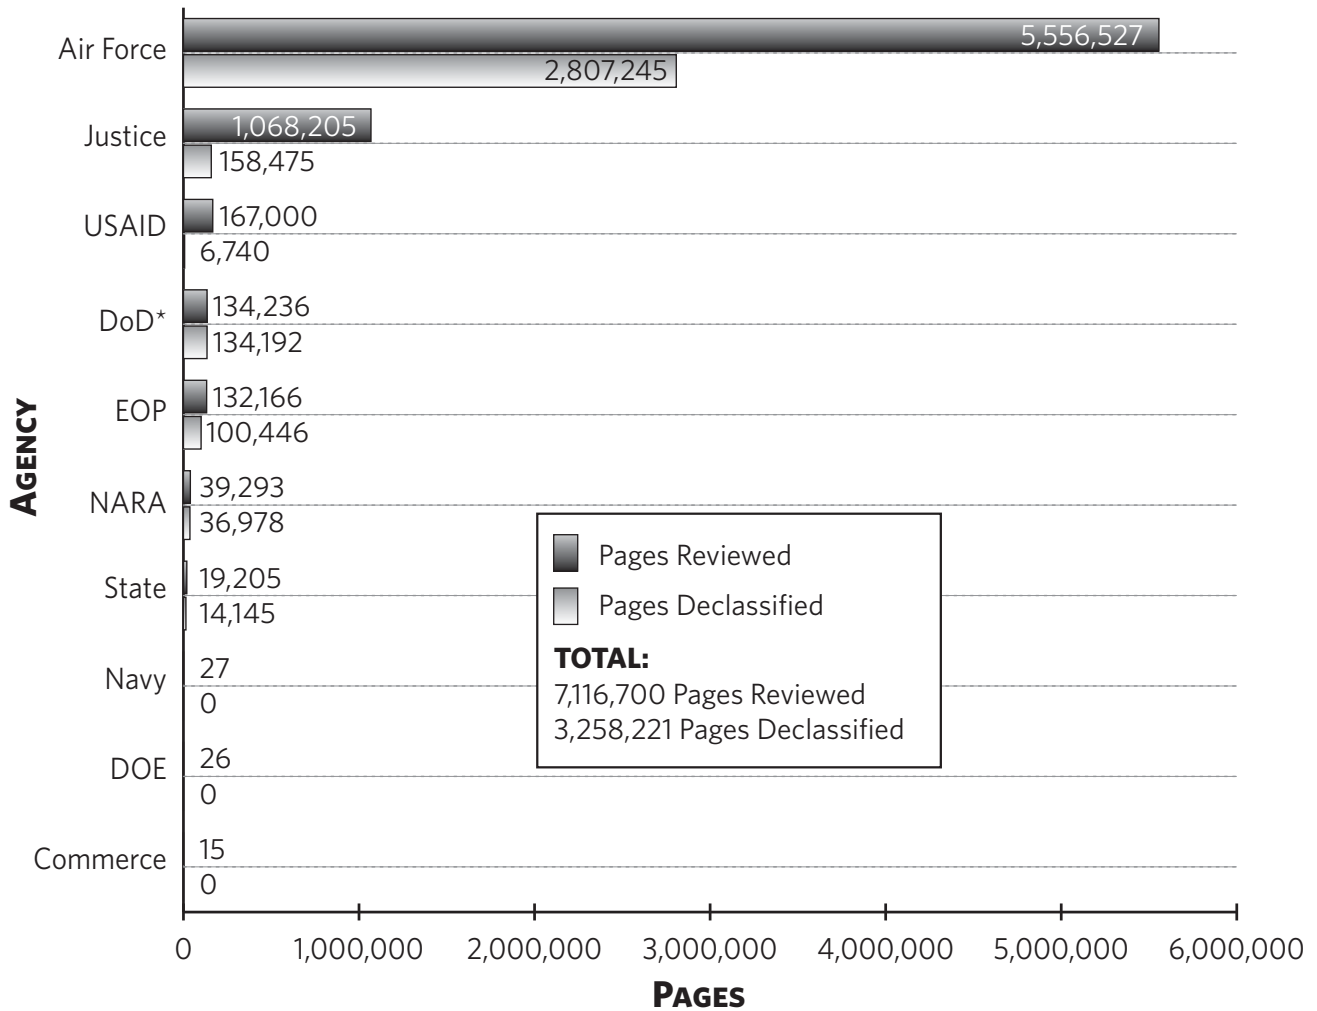 Air Force
5,556,527
2,807,245
Justice
1,068,205
158,475
USAID
167,000
6,740
DoD*
134,236
134,192
EOP
132,166
100,446
NARA
39,293
36,978
State
19,205
14,145
Navy
27
0
DOE
26
0
Commerce
15
0
AGENCY
Pages Reviewed
Pages Declassified
TOTAL:
7,116,700 Pages Reviewed
3,258,221 Pages Declassified
0 1,000,000 2,000,000 3,000,000 4,000,000 5,000,000 6,000,000
PAGES